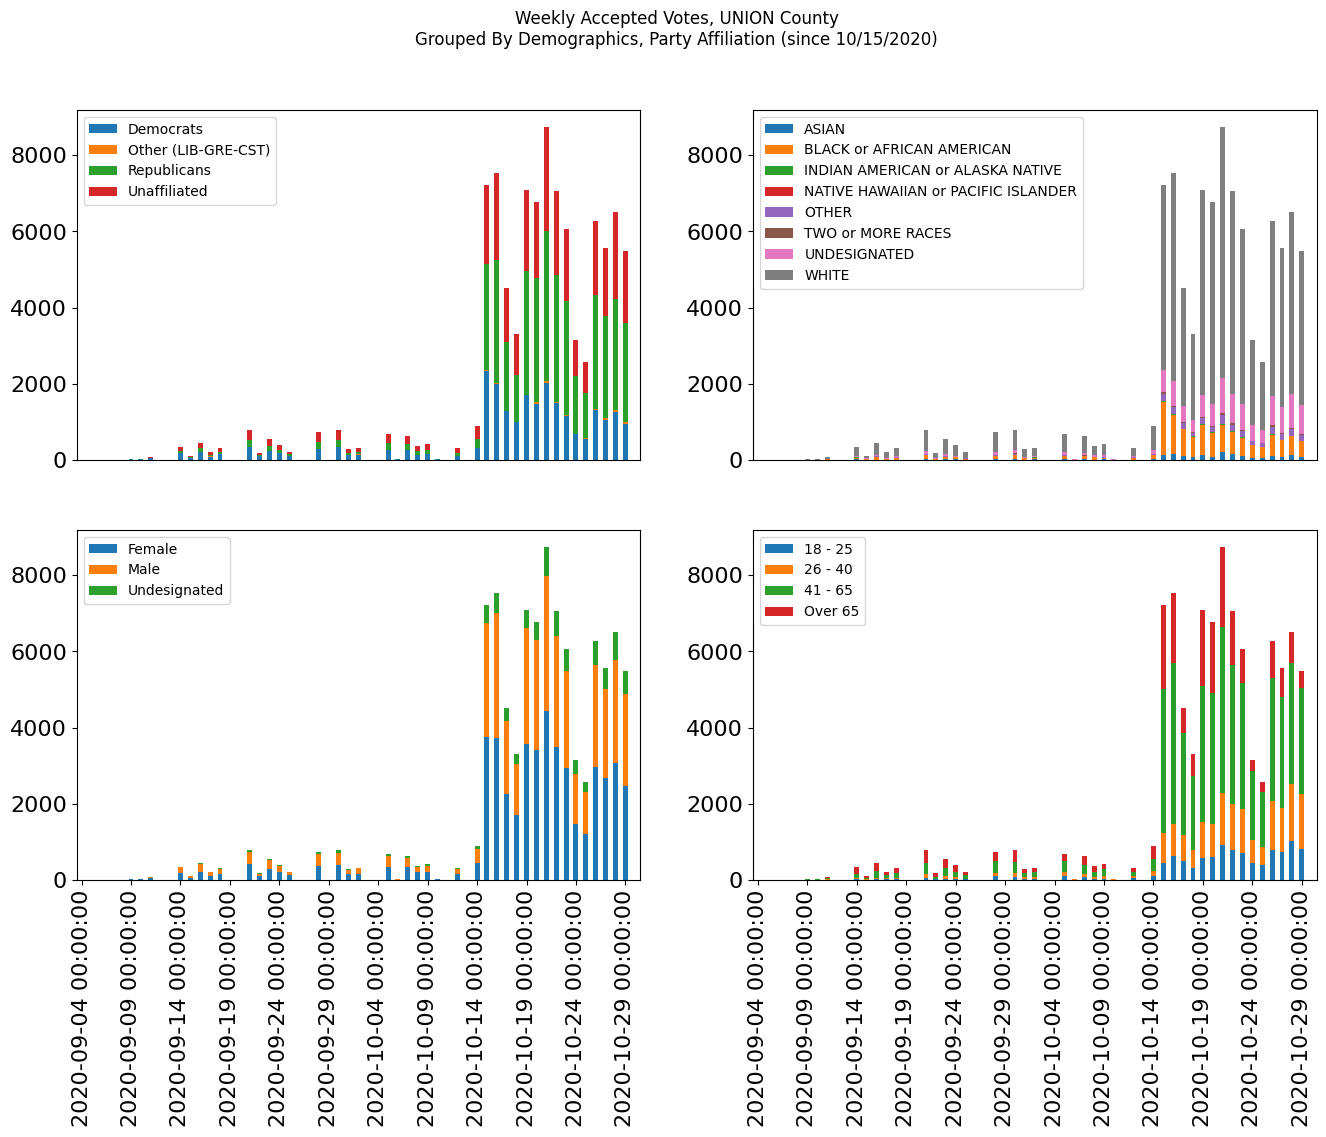 Weekly Accepted Votes, UNION County
Grouped By Demographics, Party Affiliation (since 10/15/2020)
8000
6000
4000
2000
0
Democrats
Other (LIB-GRE-CST)
Republicans
Unaffiliated
8000
6000
4000
2000
0
ASIAN
BLACK or AFRICAN AMERICAN
INDIAN AMERICAN or ALASKA NATIVE
NATIVE HAWAIIAN or PACIFIC ISLANDER
OTHER
TWO or MORE RACES
UNDESIGNATED
WHITE
8000
6000
4000
2000
0
Female
Male
Undesignated
2020-09-04 00:00:00
2020-09-09 00:00:00
2020-09-14 00:00:00
2020-09-19 00:00:00
2020-09-24 00:00:00
2020-09-29 00:00:00
2020-10-04 00:00:00
2020-10-09 00:00:00
2020-10-14 00:00:00
2020-10-19 00:00:00
2020-10-24 00:00:00
2020-10-29 00:00:00
8000
6000
4000
2000
0
18 - 25
26 - 40
41 - 65
Over 65
2020-09-04 00:00:00
2020-09-09 00:00:00
2020-09-14 00:00:00
2020-09-19 00:00:00
2020-09-24 00:00:00
2020-09-29 00:00:00
2020-10-04 00:00:00
2020-10-09 00:00:00
2020-10-14 00:00:00
2020-10-19 00:00:00
2020-10-24 00:00:00
2020-10-29 00:00:00